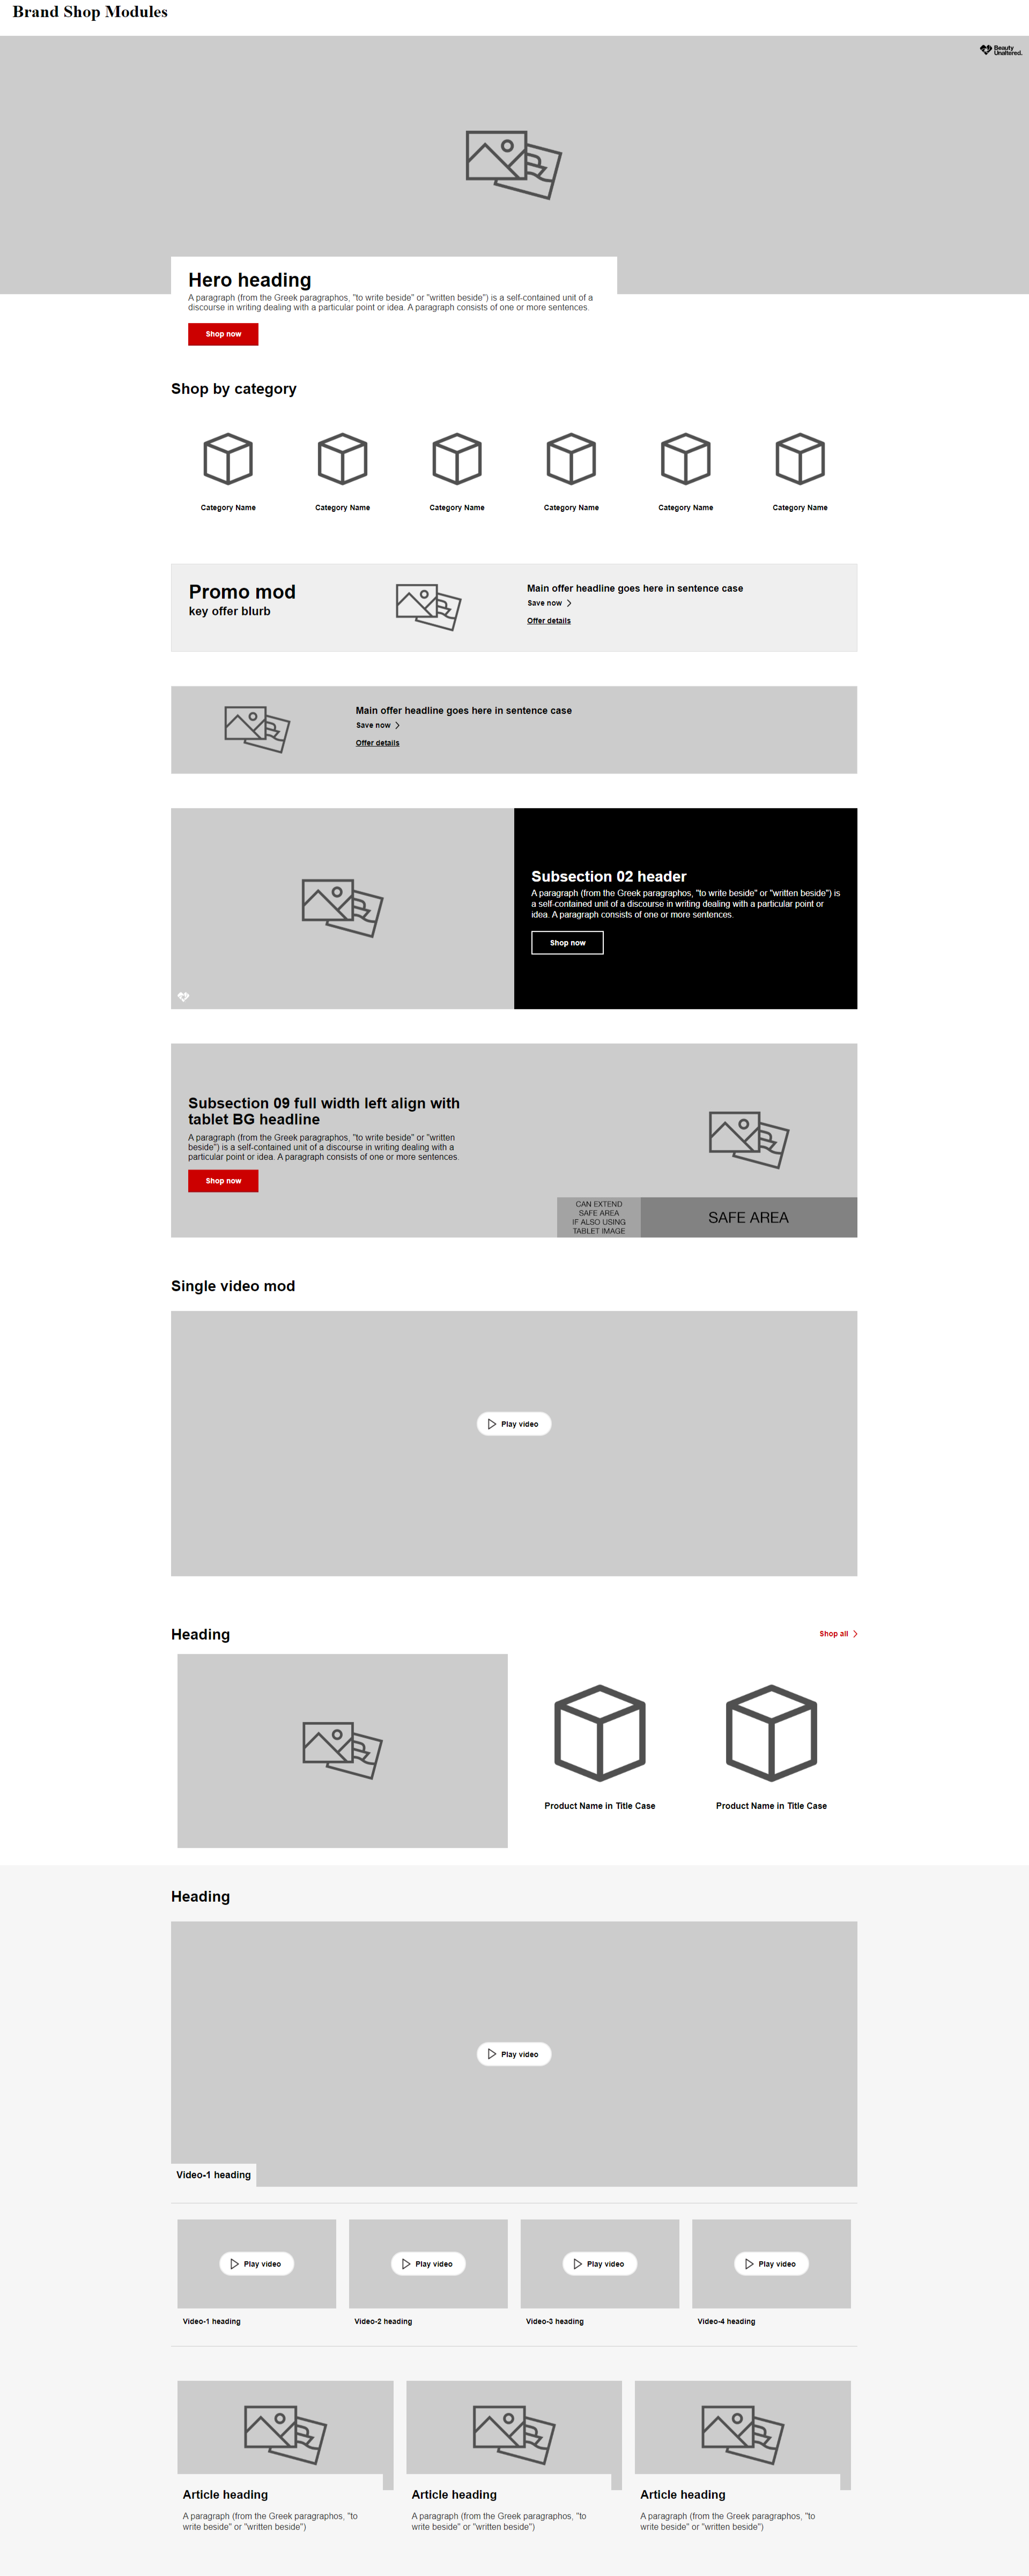 Brand Shop Modules
Beauty
Unaltered.
Hero heading
A paragraph (from the Greek paragraphos, "to write beside" or "written beside") is a self-contained unit of a
discourse in writing dealing with a particular point or idea. A paragraph consists of one or more sentences.
Shop now
Shop by category
Category Name
Category Name
Category Name
Category Name
Category Name
Category Name
Promo mod
key offer blurb
Main offer headline goes here in sentence case
Save now
Offer details
Main offer headline goes here in sentence case
Save now
Offer details
Subsection 02 header
A paragraph (from the Greek paragraphos, "to write beside" or "written beside") is
a self-contained unit of a discourse in writing dealing with a particular point or
idea. A paragraph consists of one or more sentences.
Shop now
Subsection 09 full width left align with
tablet BG headline
A paragraph (from the Greek paragraphos, "to write beside" or "written
beside") is a self-contained unit of a discourse in writing dealing with a
particular point or idea. A paragraph consists of one or more sentences.
Shop now
CAN EXTEND
SAFE AREA
IF ALSO USING
TABLET IMAGE
SAFE AREA
Single video mod
Play video
Heading
Shop all
Product Name in Title Case
Product Name in Title Case
Heading
Play video
Video-1 heading
Play video
Play video
Play video
Play video
Video-1 heading
Video-2 heading
Video-3 heading
Video-4 heading
Article heading
A paragraph (from the Greek paragraphos, "to
write beside" or "written beside")
Article heading
A paragraph (from the Greek paragraphos, "to
write beside" or "written beside")
Article heading
A paragraph (from the Greek paragraphos, "to
write beside" or "written beside")